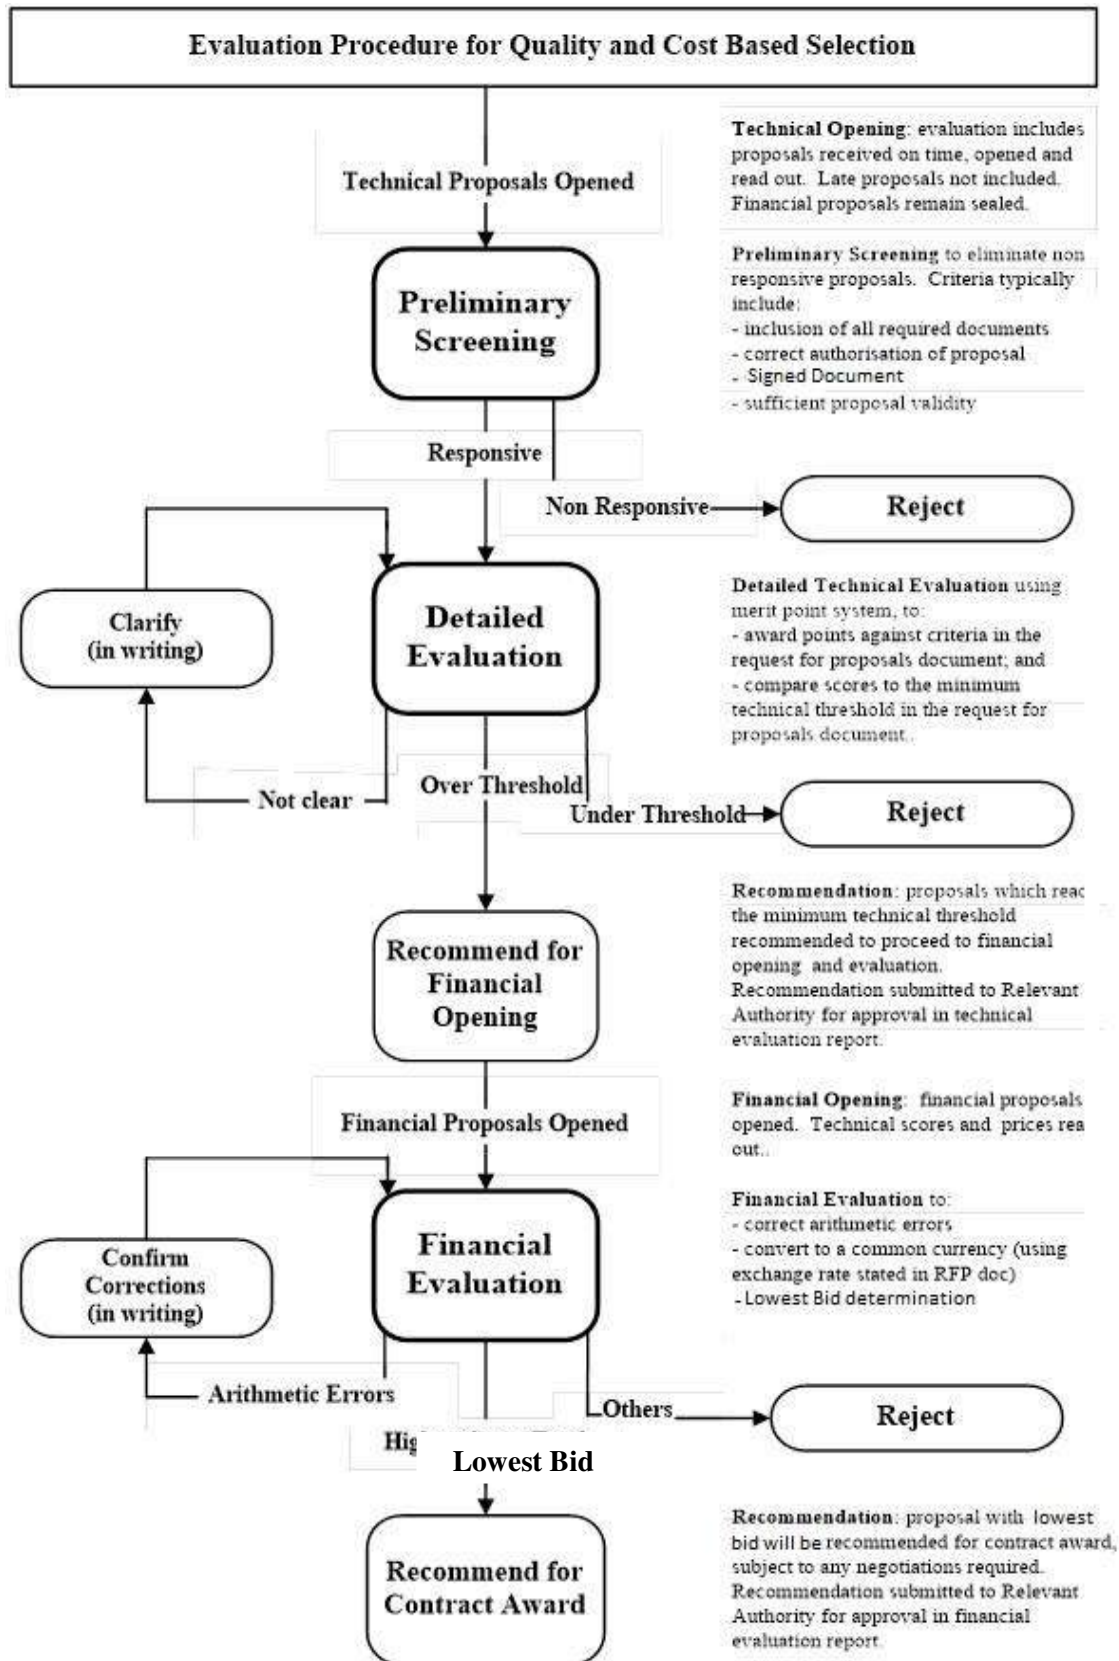 Evaluation Procedure for Quality and Cost Based Selection
Technical Proposals Opened
Technical Opening: evaluation includes
proposals received on time, opened and
read out. Late proposals not included.
Financial proposals remain sealed.
Preliminary
Screening
Preliminary Screening to eliminate non
responsive proposals. Criteria typically
include:
- inclusion of all required documents
- correct authorisation of proposal
- Signed Document
- sufficient proposal validity
Responsive
Non Responsive
Reject
Clarify
(in writing)
Detailed
Evaluation
Detailed Technical Evaluation using
merit point system, to:
- award points against criteria in the
request for proposals document; and
- compare scores to the minimum
technical threshold in the request for
proposals document..
Not clear
Over Threshold
Under Threshold
Reject
Recommend for
Financial
Opening
Recommendation: proposals which reac
the minimum technical threshold
recommended to proceed to financial
opening and evaluation.
Recommendation submitted to Relevant
Authority for approval in technical
evaluation report.
Financial Proposals Opened
Financial Opening: financial proposals
opened. Technical scores and prices rea
out..
Confirm
Corrections
(in writing)
Financial
Evaluation
Financial Evaluation to:
- correct arithmetic errors
- convert to a common currency (using
exchange rate stated in RFP doc)
- Lowest Bid determination
Arithmetic Errors
Others
Reject
Lowest Bid
Recommend for
Contract Award
Recommendation: proposal with lowest
bid will be recommended for contract award,
subject to any negotiations required.
Recommendation submitted to Relevant
Authority for approval in financial
evaluation report.